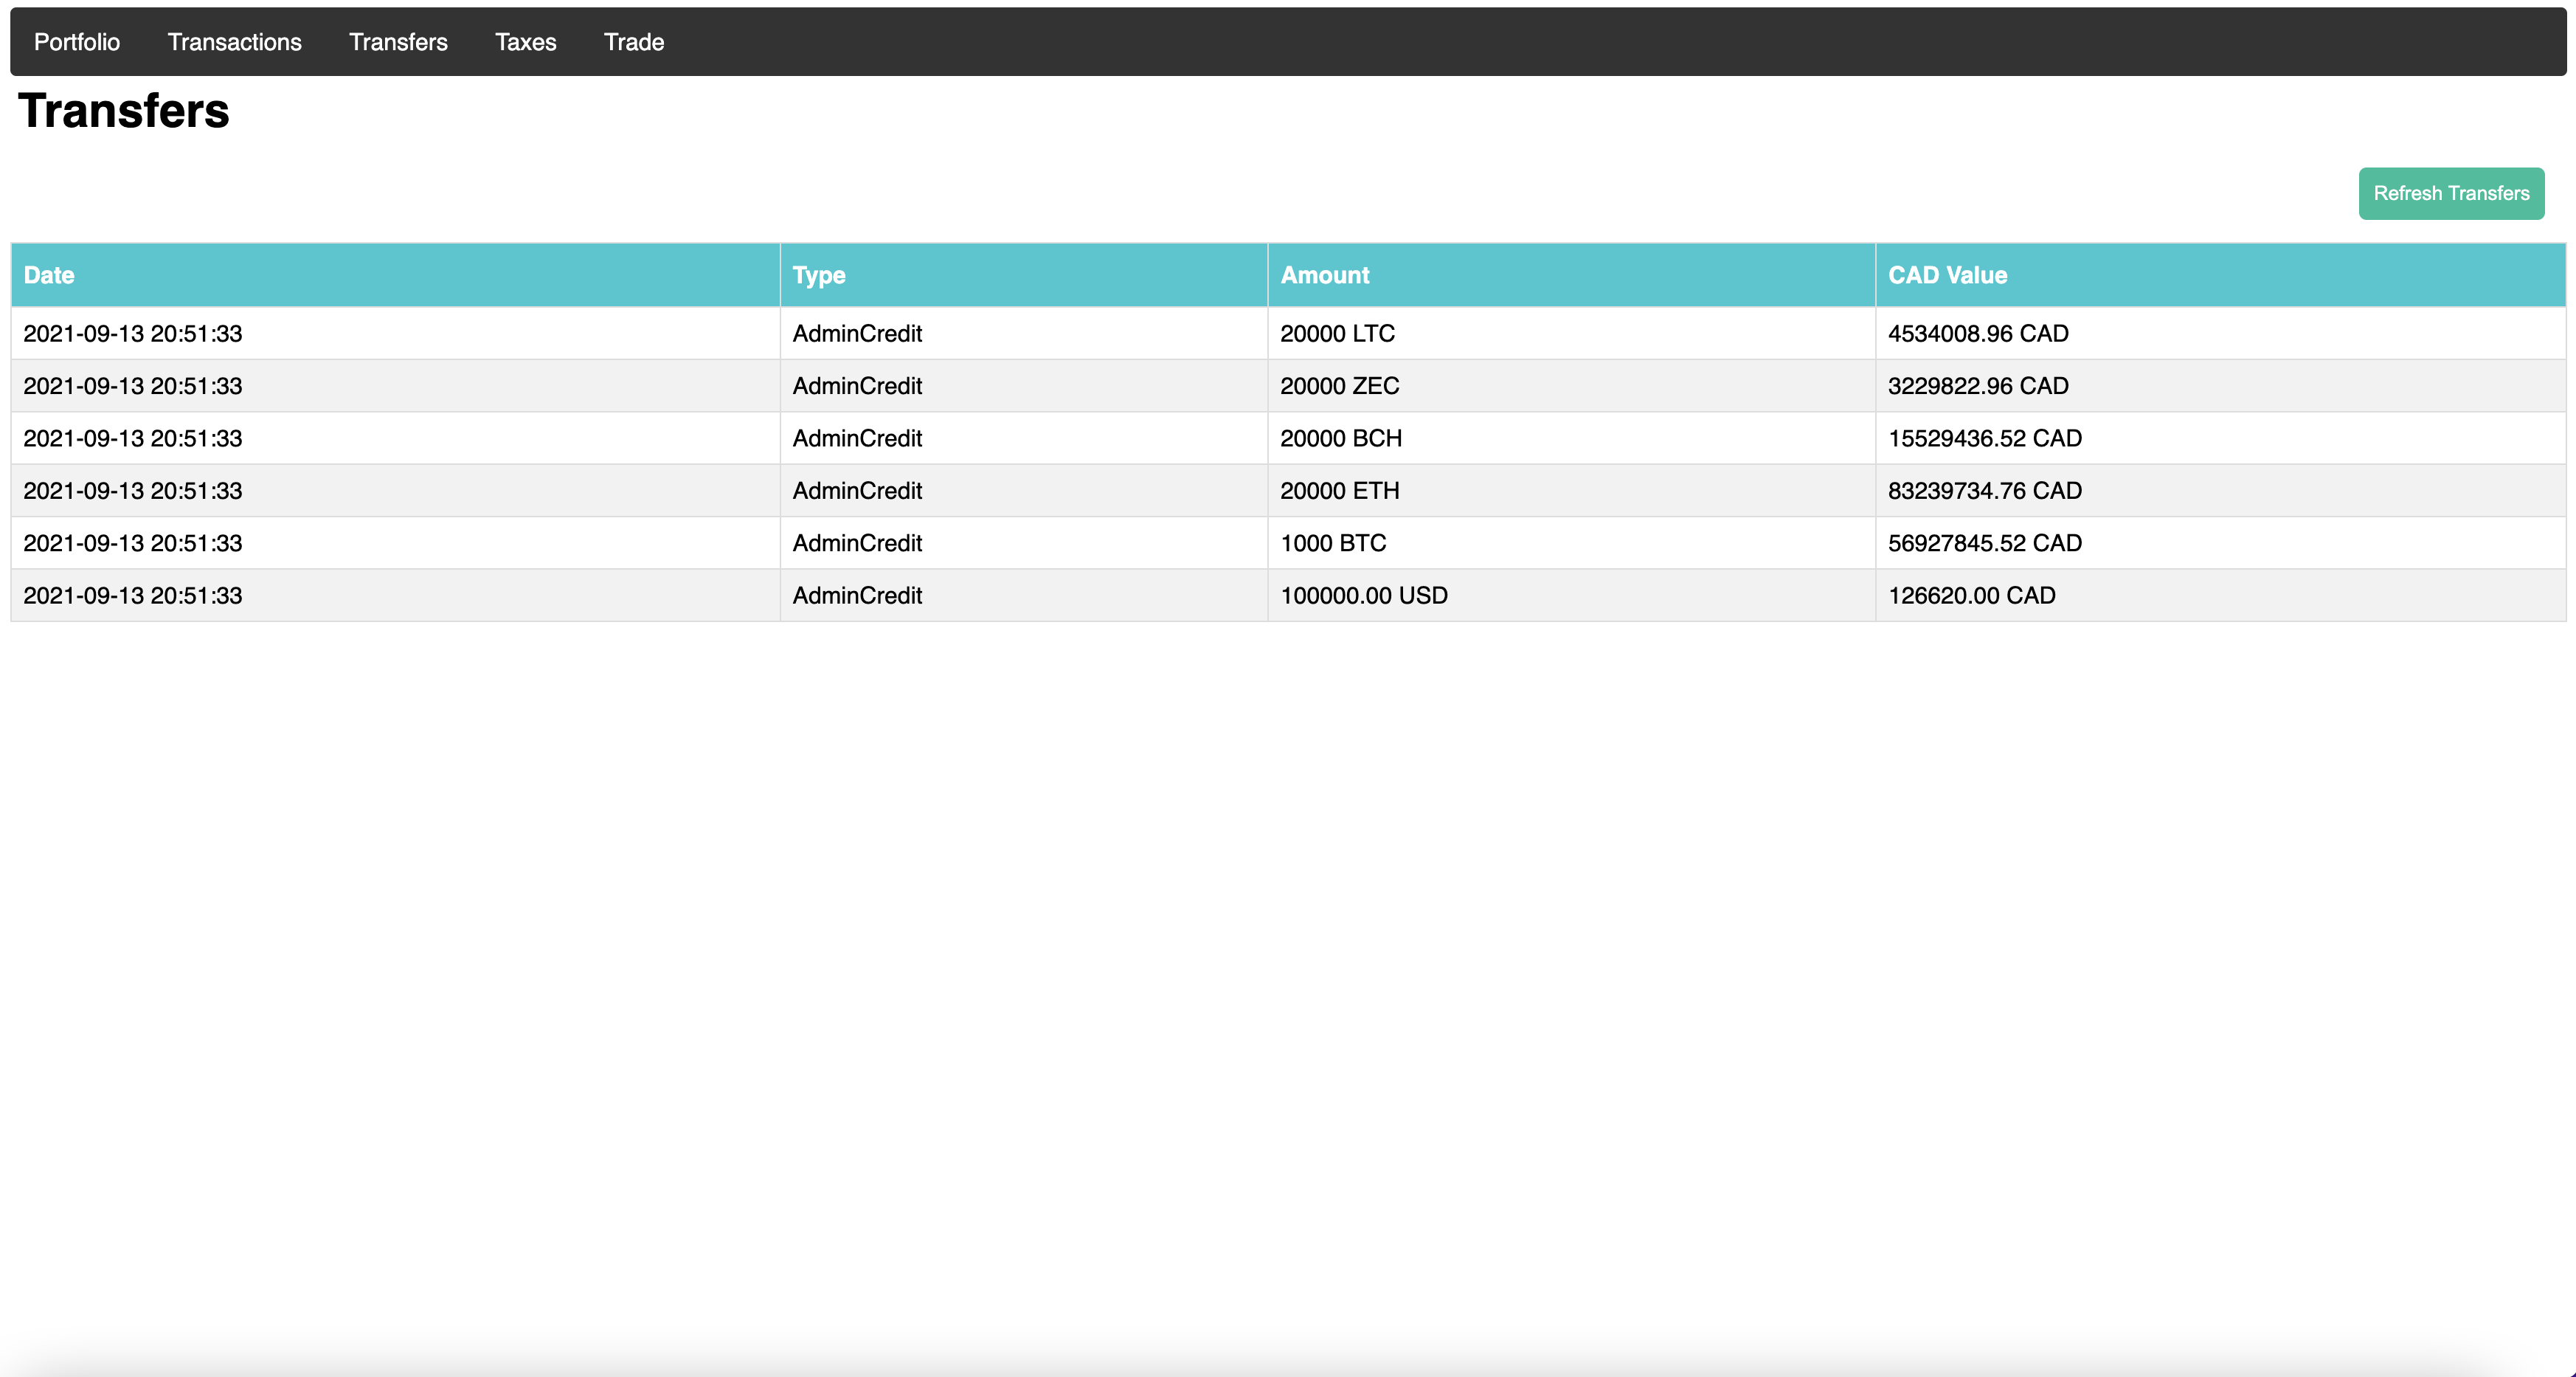 Portfolio Transactions Transfers Taxes Trade
Transfers
Refresh Transfers
Date Type Amount CAD Value
2021-09-13 20:51:33 AdminCredit 20000 LTC 4534008.96 CAD
2021-09-13 20:51:33 AdminCredit 20000 ZEC 3229822.96 CAD
2021-09-13 20:51:33 AdminCredit 20000 BCH 15529436.52 CAD
2021-09-13 20:51:33 AdminCredit 20000 ETH 83239734.76 CAD
2021-09-13 20:51:33 AdminCredit 1000 BTC 56927845.52 CAD
2021-09-13 20:51:33 AdminCredit 100000.00 USD 126620.00 CAD